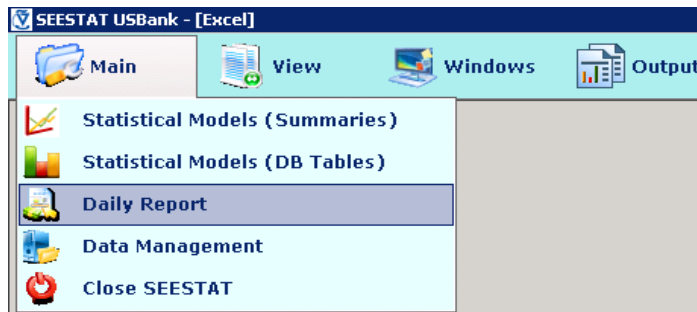 SEESTAT USBank - [Excel]
Main View Windows Output
Statistical Models (Summaries)
Statistical Models (DB Tables)
Daily Report
Data Management
Close SEESTAT